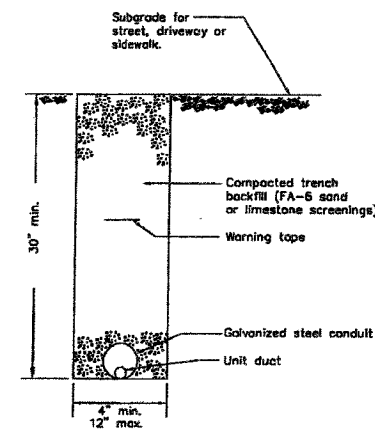 Subgrade for
street, driveway or
sidewalk.
30" min.
Compacted trench
backfill (FA-6 sand
or limestone screenings)
Warning tape
Galvanized steel conduit
Unit duct
4" min.
12" max.